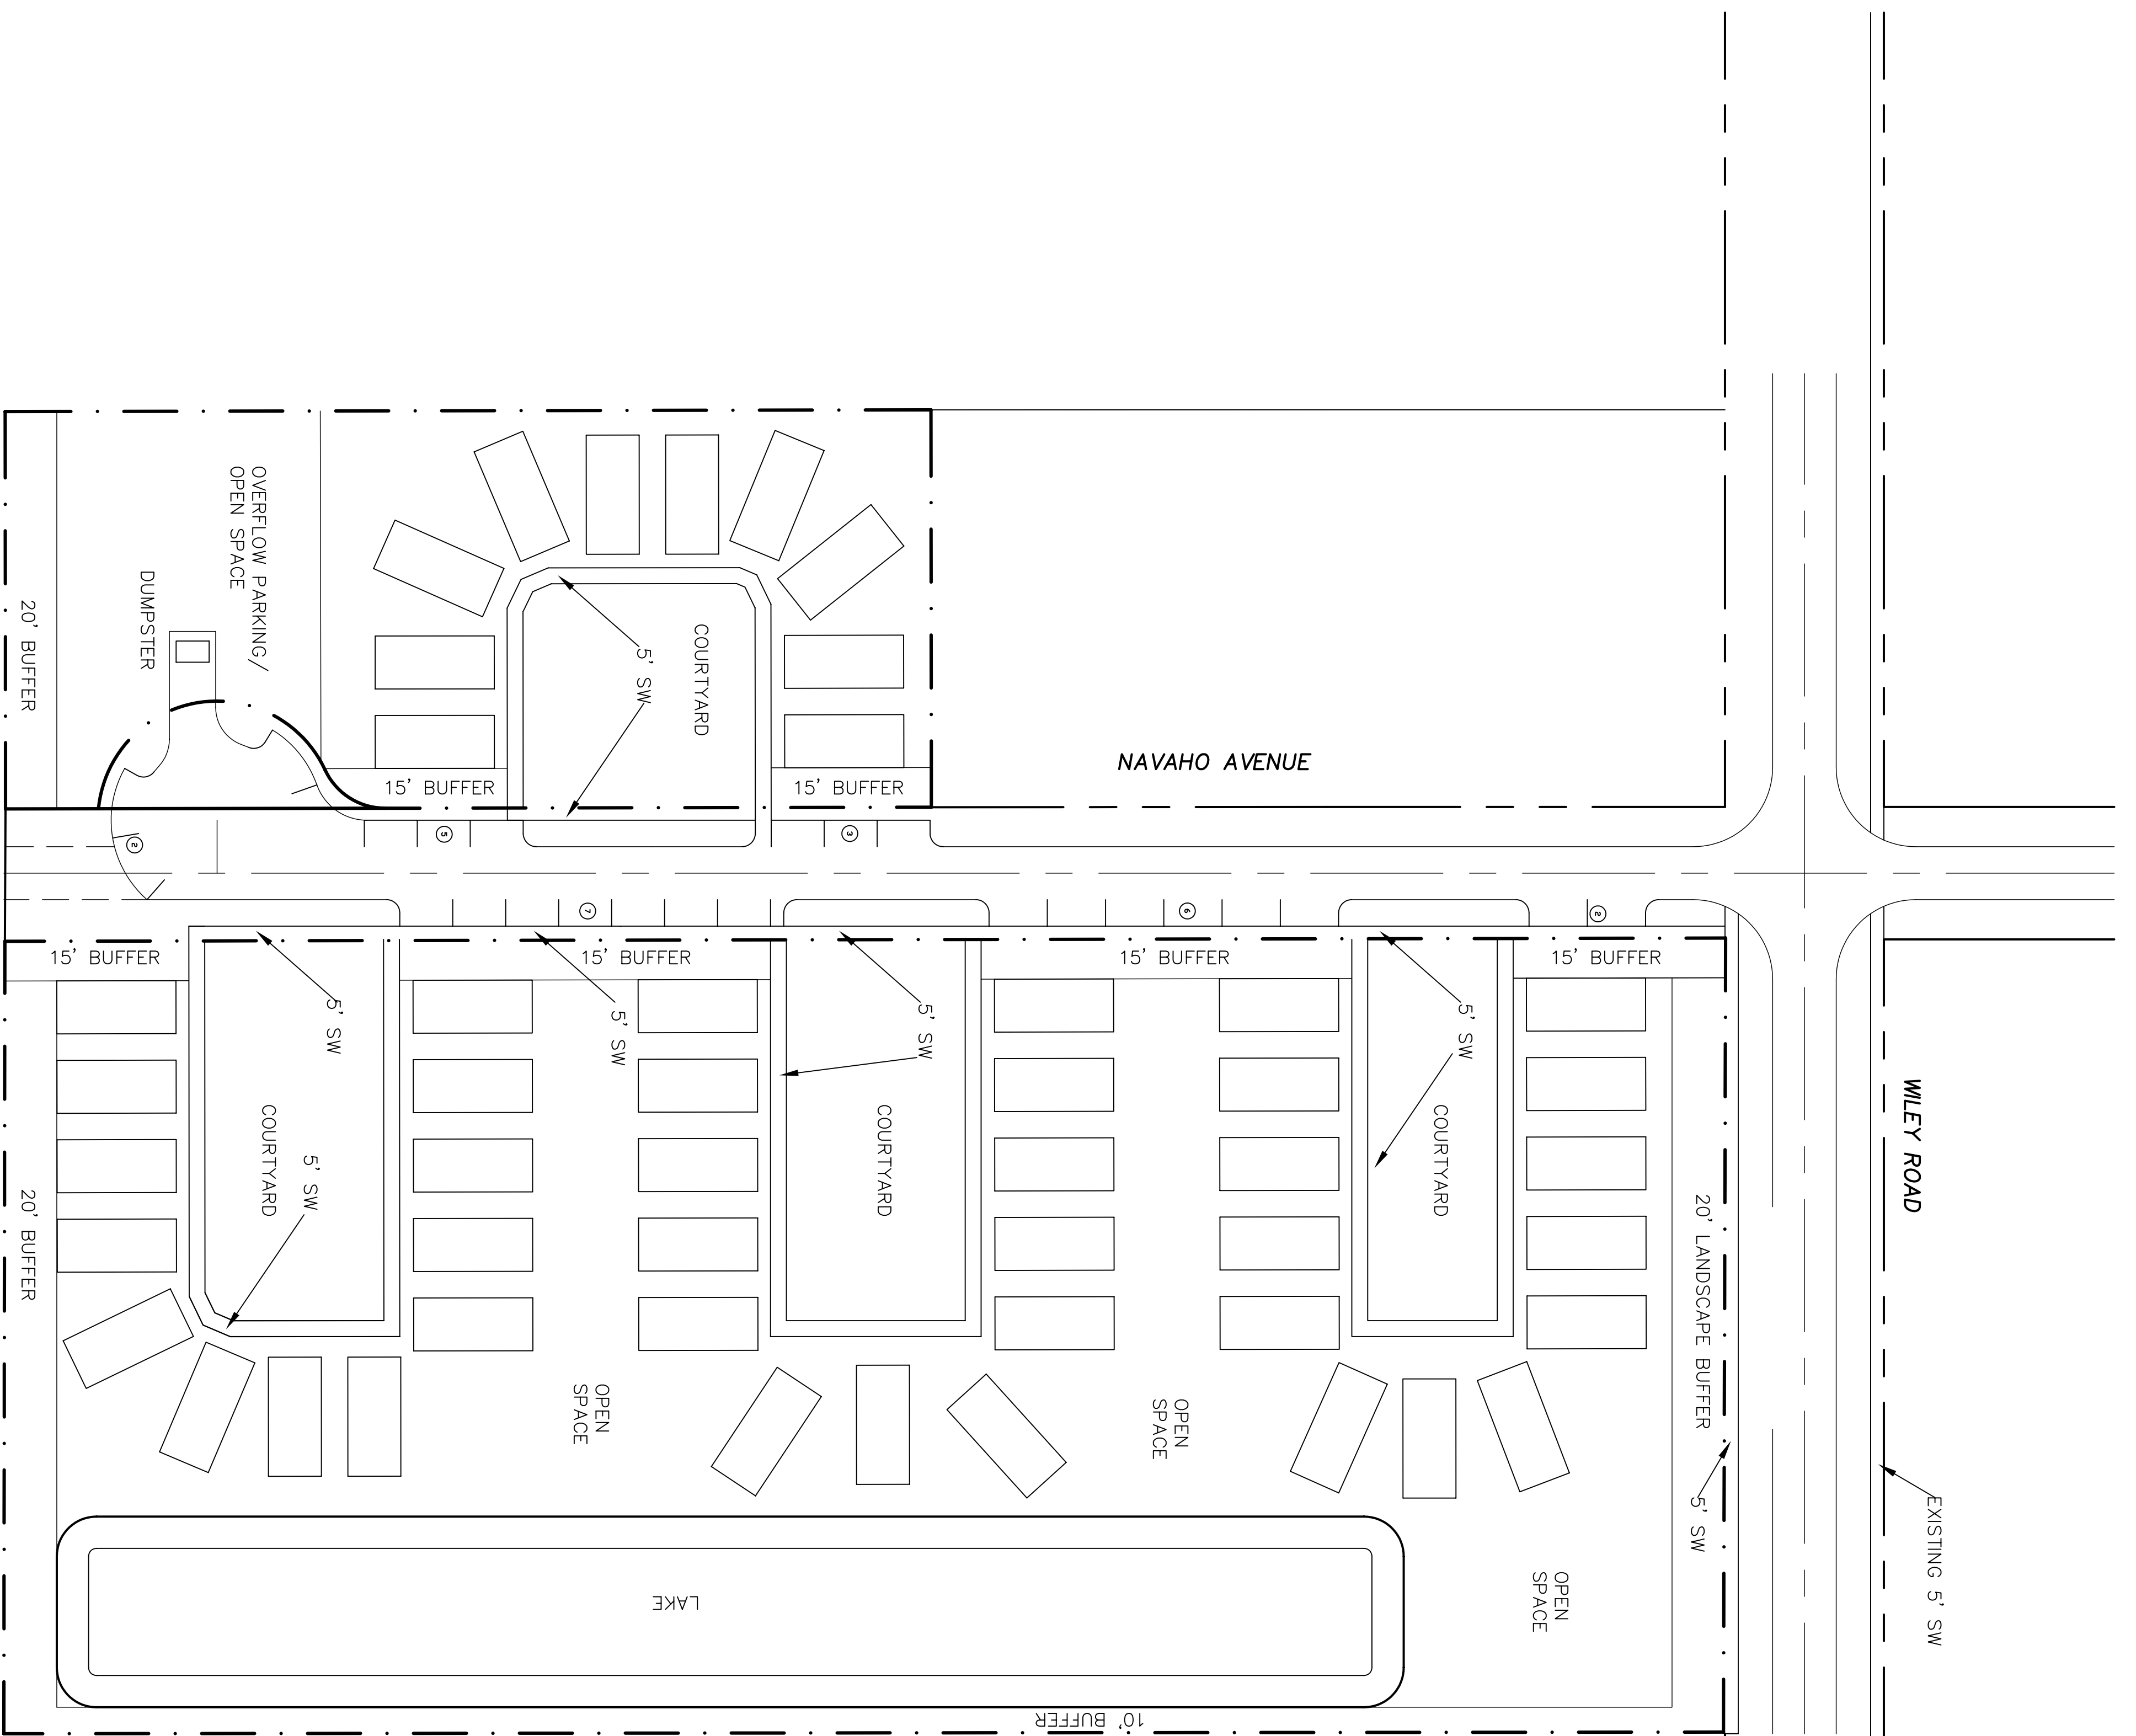 NAVAHO AVENUE
WILEY ROAD
OVERFLOW PARKING/
OPEN SPACE
DUMPSTER
20' BUFFER
COURTYARD
5' SW
15' BUFFER
15' BUFFER
5
3
2
7
6
2
15' BUFFER
15' BUFFER
15' BUFFER
15' BUFFER
5' SW
5' SW
5' SW
5' SW
COURTYARD
COURTYARD
COURTYARD
5' SW
20' BUFFER
20' LANDSCAPE BUFFER
OPEN
SPACE
OPEN
SPACE
5' SW
EXISTING 5' SW
OPEN
SPACE
LAKE
10' BUFFER